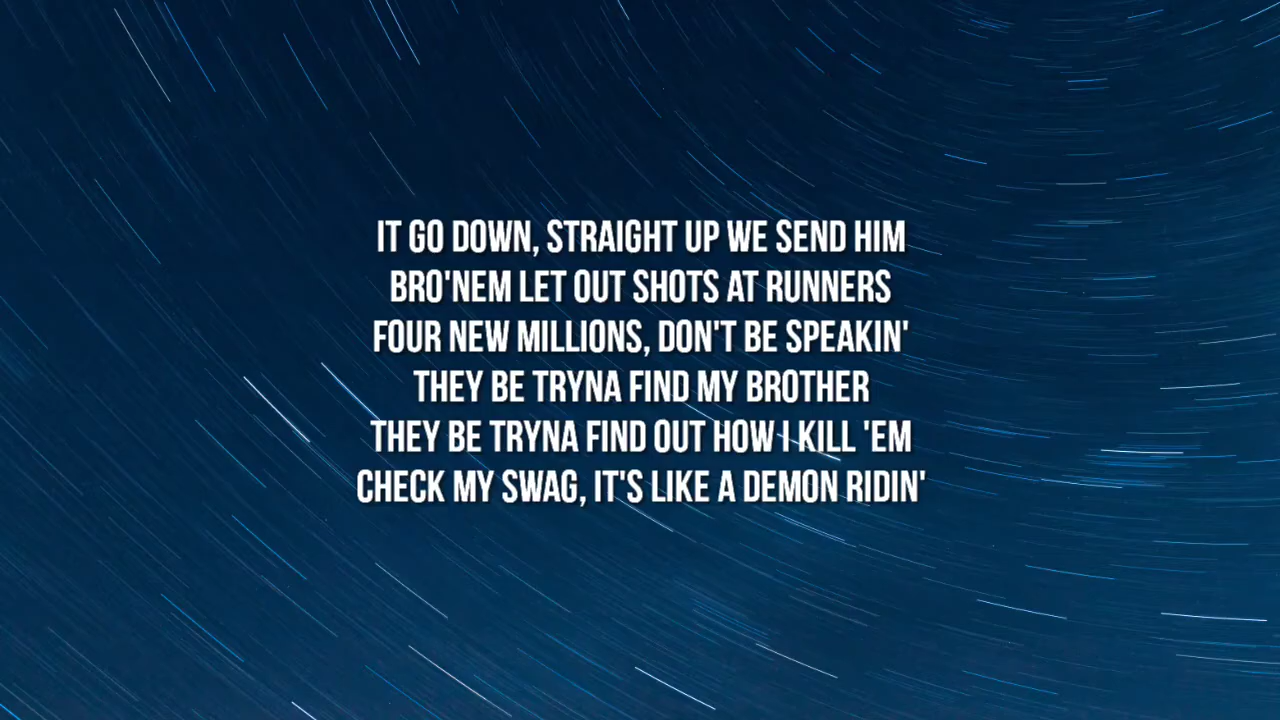 IT GO DOWN, STRAIGHT UP WE SEND HIM
BRO'NEM LET OUT SHOTS AT RUNNERS
FOUR NEW MILLIONS, DON'T BE SPEAKIN'
THEY BE TRYNA FIND MY BROTHER
THEY BE TRYNA FIND OUT HOW I KILL 'EM
CHECK MY SWAG, IT'S LIKE A DEMON RIDIN'